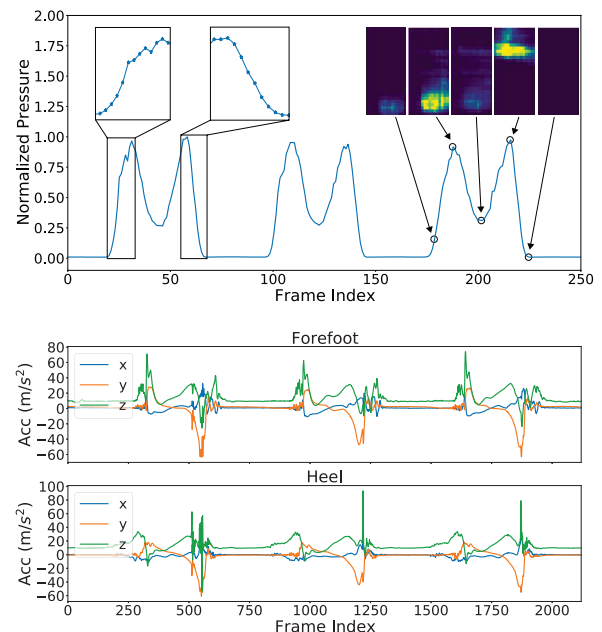 2.00
1.75
1.50
1.25
1.00
0.75
0.50
0.25
0.00
Normalized Pressure
0 50 100 150 200 250
Frame Index
Forefoot
80
60
40
20
0
−20
−40
−60
Acc (m/s²)
x
y
z
Heel
100
80
60
40
20
0
−20
−40
−60
Acc (m/s²)
x
y
z
0 250 500 750 1000 1250 1500 1750 2000
Frame Index